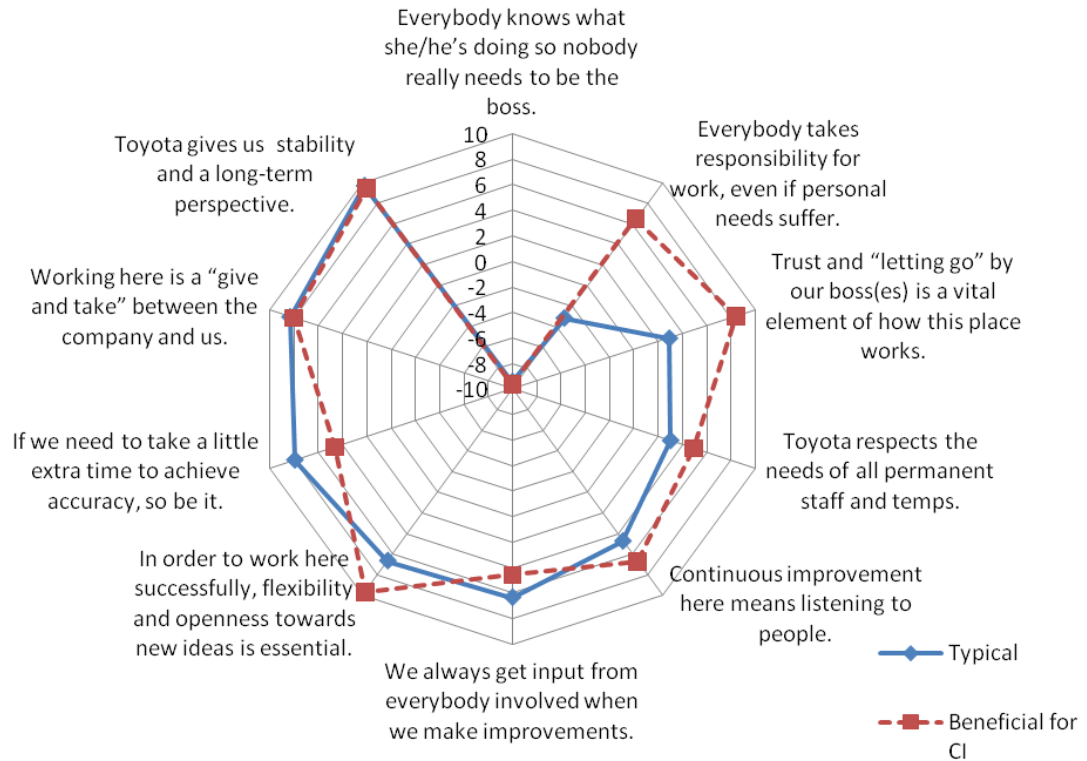 Everybody knows what
she/he's doing so nobody
really needs to be the
boss.
Everybody takes
responsibility for
work, even if personal
needs suffer.
Trust and “letting go” by
our boss(es) is a vital
element of how this place
works.
Toyota respects the
needs of all permanent
staff and temps.
Continuous improvement
here means listening to
people.
We always get input from
everybody involved when
we make improvements.
In order to work here
successfully, flexibility
and openness towards
new ideas is essential.
If we need to take a little
extra time to achieve
accuracy, so be it.
Working here is a “give
and take” between the
company and us.
Toyota gives us stability
and a long-term
perspective.
10
8
6
4
2
0
-2
-4
-6
-8
-10
Typical
Beneficial for
CI